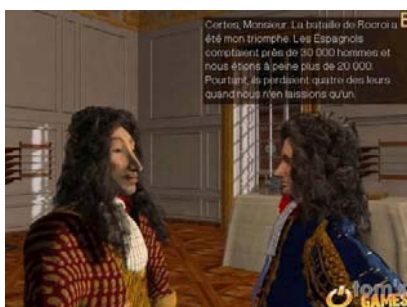 Certes, Monsieur. La bataille de Rocroi a
été mon triomphe. Les Espagnols
comptaient près de 30 000 hommes et
nous étions à peine plus de 20 000.
Pourtant, ils perdaient quatre des leurs
quand nous n'en laissions qu'un.
E
tom's
GAMES